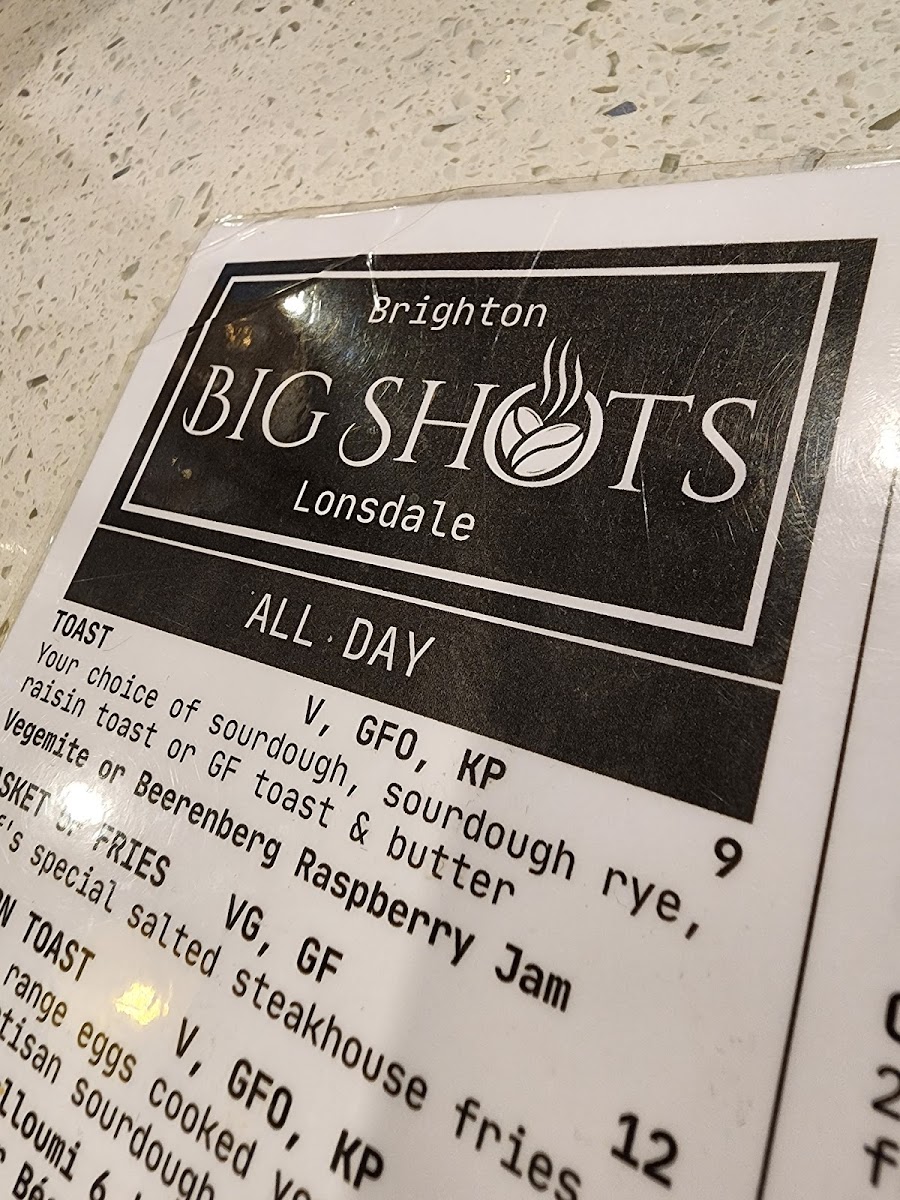 Brighton
BIG SHOTS
Lonsdale
ALL DAY
TOAST V, GFO, KP 9
Your choice of sourdough, sourdough rye,
raisin toast or GF toast & butter
Vegemite or Beerenberg Raspberry Jam
FRIES VG, GF 12
special salted steakhouse fries
TOAST V, GFO, KP
range eggs cooked
sourdough
6
2